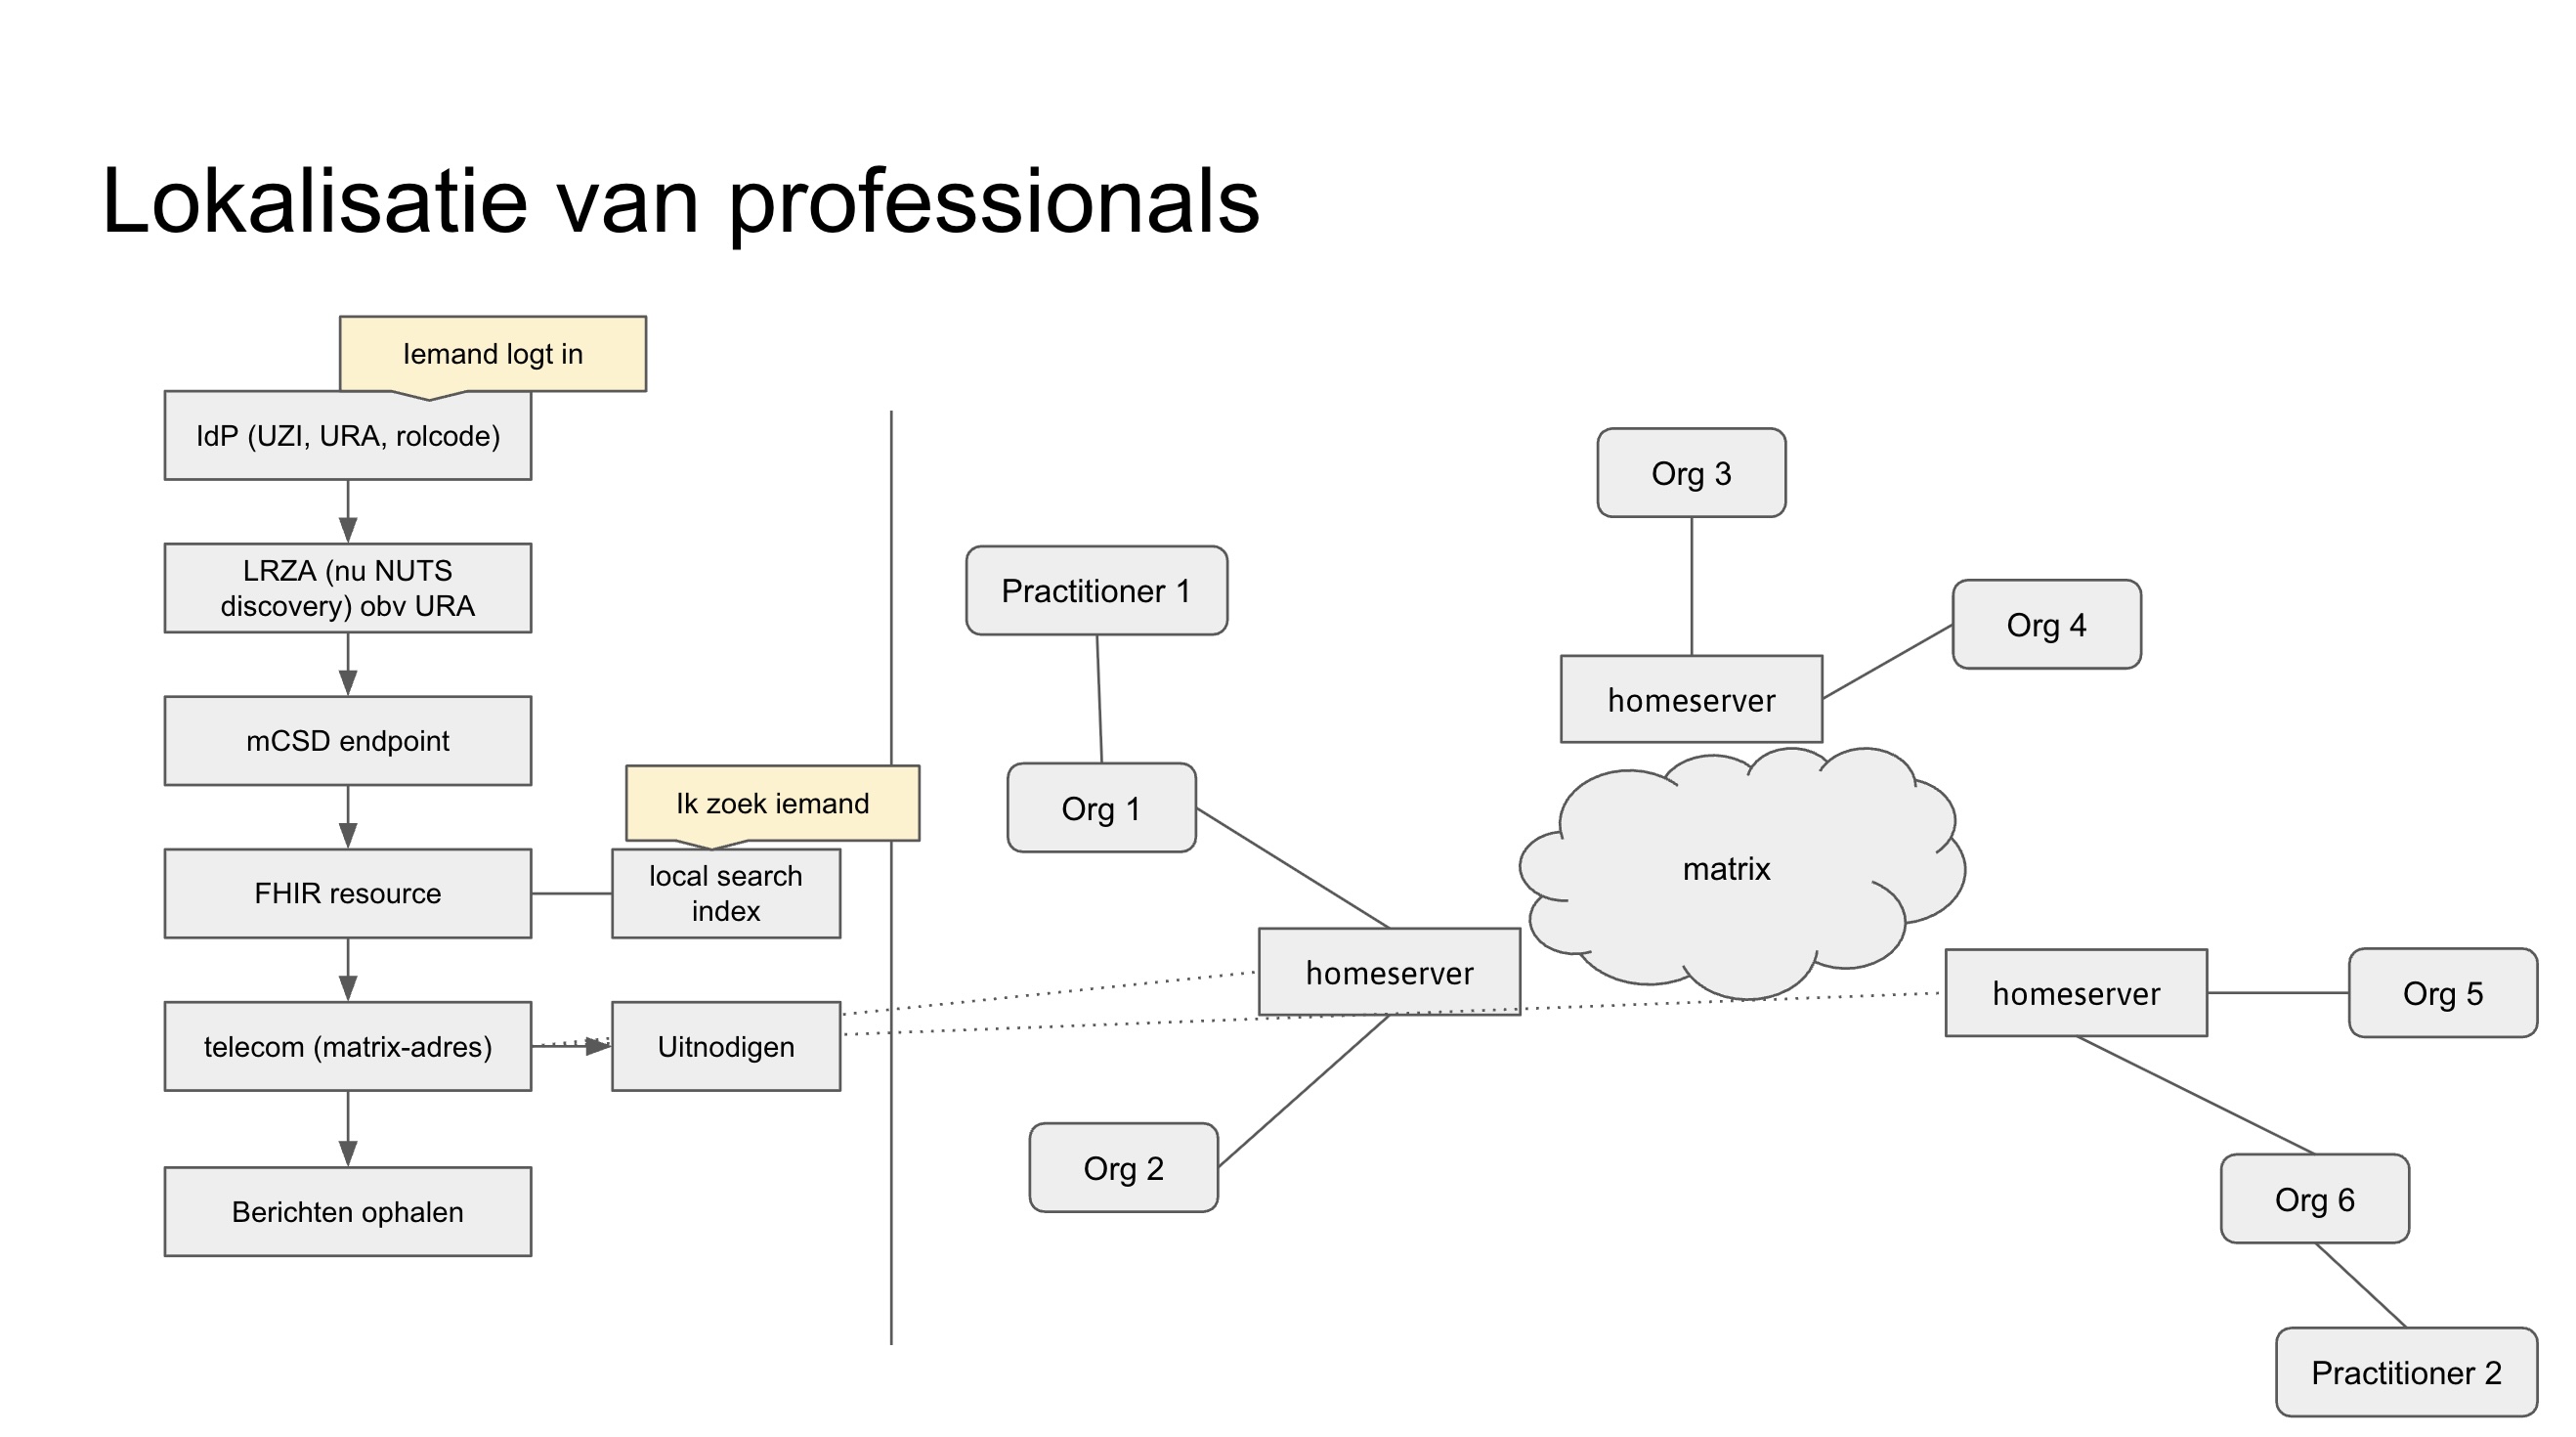 Lokalisatie van professionals
Iemand logt in
IdP (UZI, URA, rolcode)
LRZA (nu NUTS
discovery) obv URA
mCSD endpoint
Ik zoek iemand
FHIR resource
local search
index
telecom (matrix-adres)
Uitnodigen
Berichten ophalen
Org 3
Practitioner 1
Org 4
homeserver
Org 1
matrix
homeserver
homeserver
Org 5
Org 2
Org 6
Practitioner 2